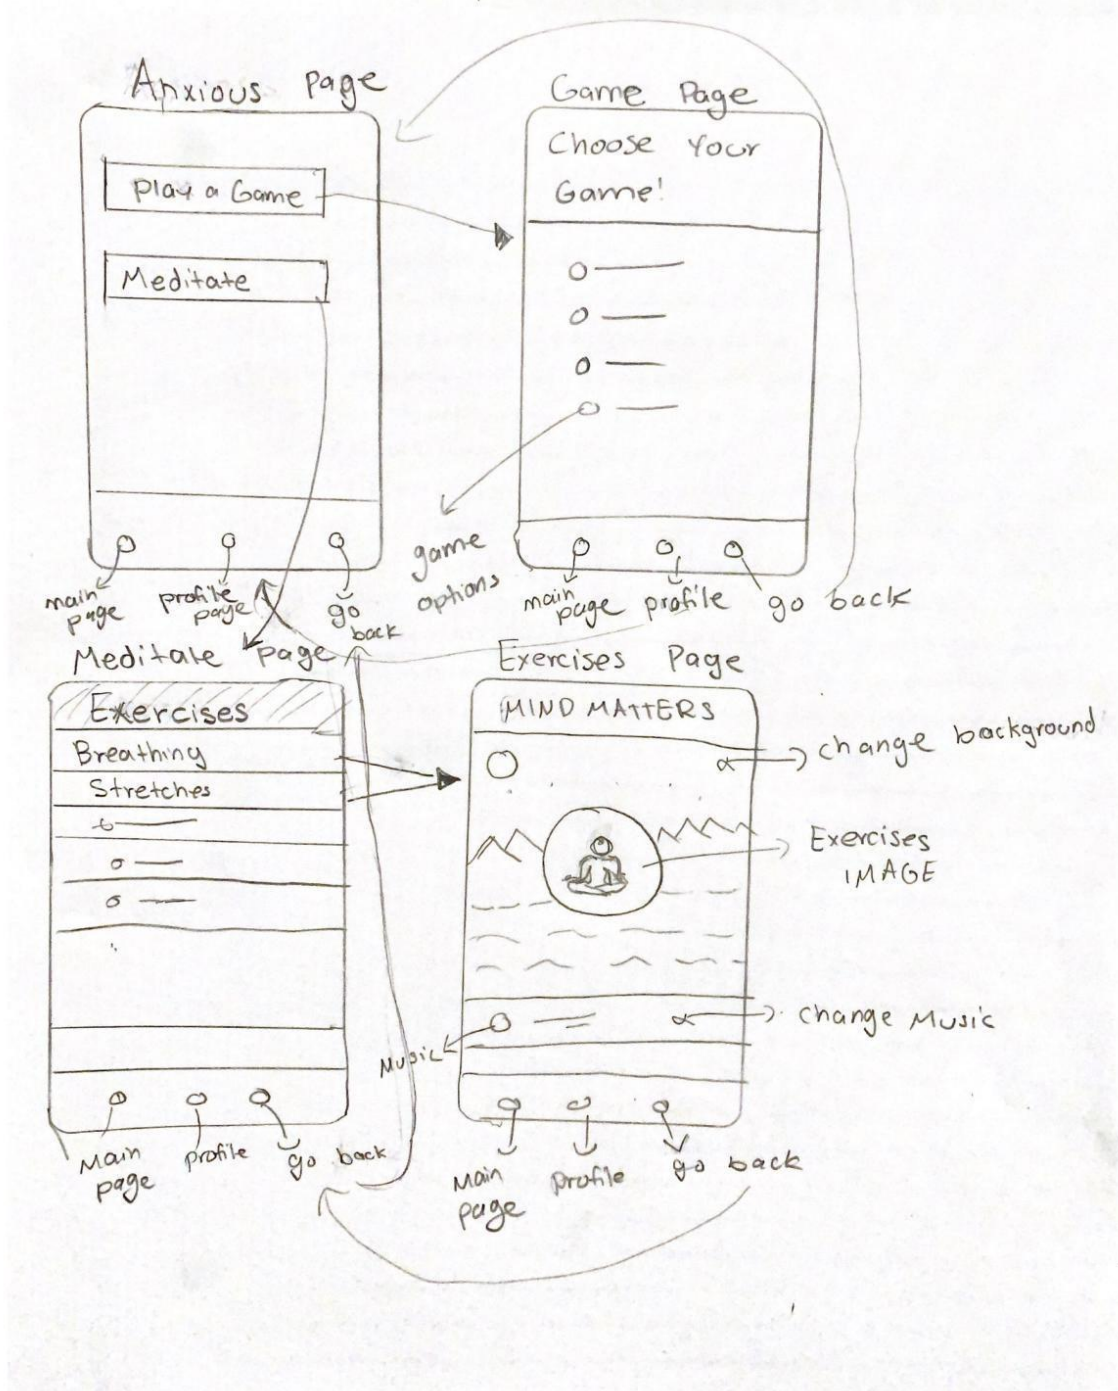 Anxious Page
Play a Game
Meditate
main page
profile page
go back
Game Page
Choose Your
Game!
game
options
main page
profile
go back
Meditate Page
Exercises
Breathing
Stretches
Main page
profile
go back
Exercises Page
MIND MATTERS
change background
Exercises
IMAGE
change Music
Music
Main page
profile
go back